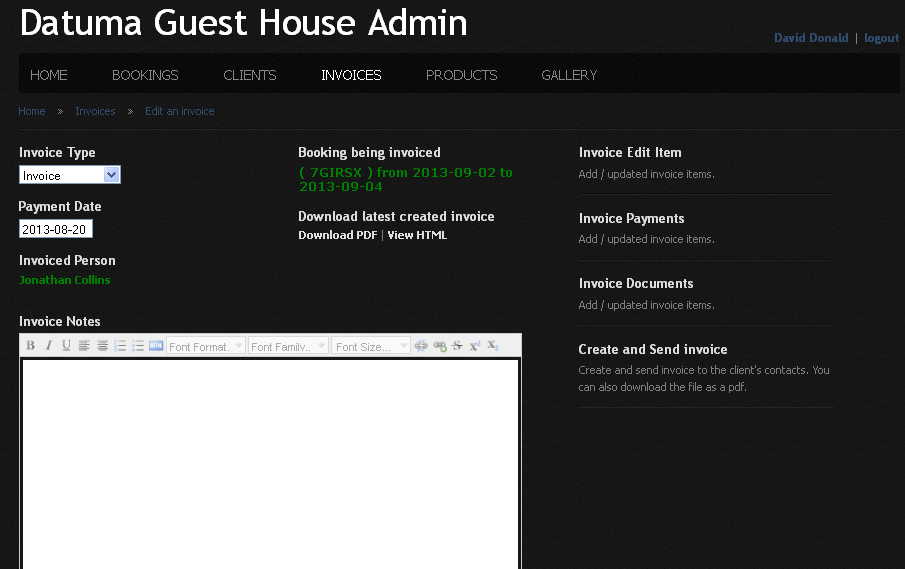 Datuma Guest House Admin
David Donald | logout
HOME BOOKINGS CLIENTS INVOICES PRODUCTS GALLERY
Home » Invoices » Edit an invoice
Invoice Type
Invoice
Payment Date
2013-08-20
Invoiced Person
Jonathan Collins
Booking being invoiced
( 7GIRSX ) from 2013-09-02 to
2013-09-04
Download latest created invoice
Download PDF | View HTML
Invoice Notes
B I U Font Format. Font Family.. Font Size...
Invoice Edit Item
Add / updated invoice items.
Invoice Payments
Add / updated invoice items.
Invoice Documents
Add / updated invoice items.
Create and Send invoice
Create and send invoice to the client's contacts. You
can also download the file as a pdf.